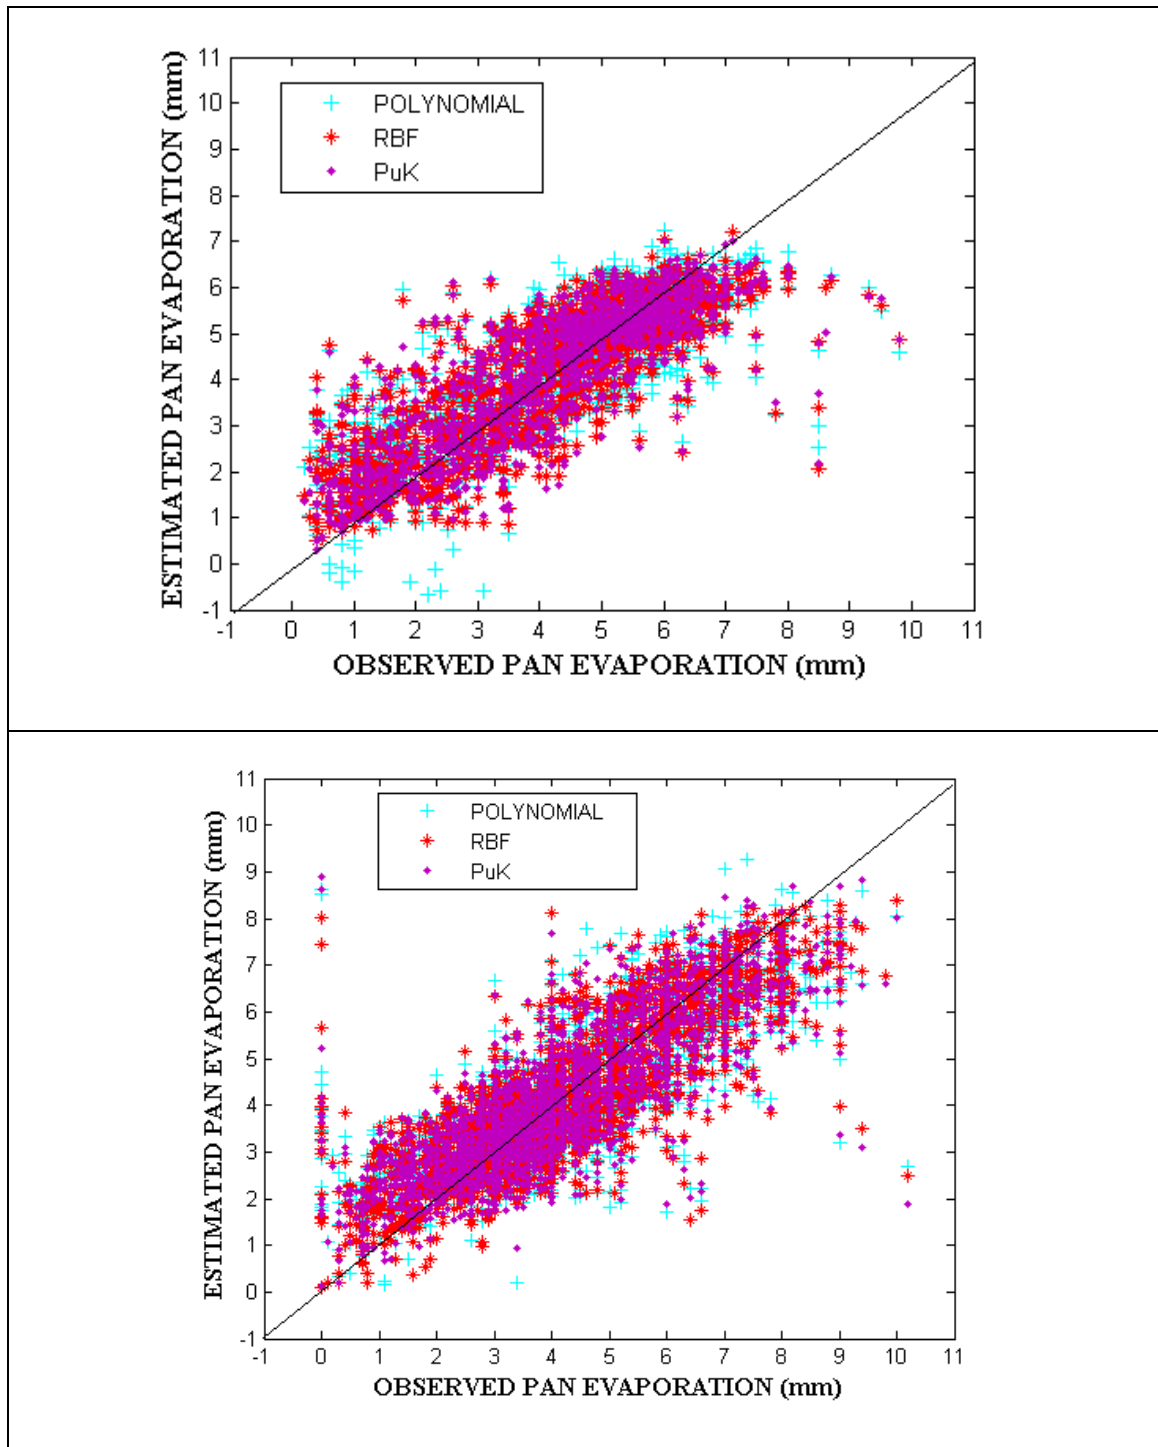 ESTIMATED PAN EVAPORATION (mm)
11
10
9
8
7
6
5
4
3
2
1
0
-1
POLYNOMIAL
RBF
PuK
-1 0 1 2 3 4 5 6 7 8 9 10 11
OBSERVED PAN EVAPORATION (mm)
ESTIMATED PAN EVAPORATION (mm)
11
10
9
8
7
6
5
4
3
2
1
0
-1
POLYNOMIAL
RBF
PuK
-1 0 1 2 3 4 5 6 7 8 9 10 11
OBSERVED PAN EVAPORATION (mm)